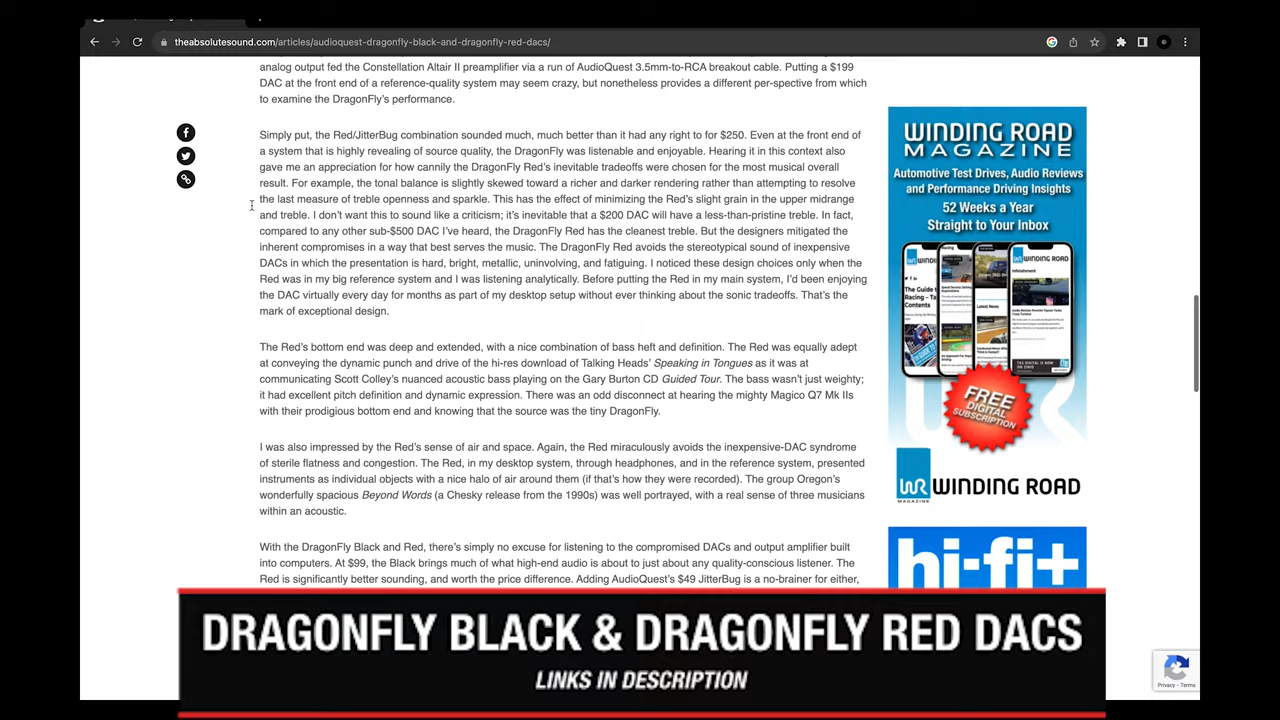 theabsolutesound.com/articles/audioquest-dragonfly-black-and-dragonfly-red-dacs/
analog output fed the Constellation Altair II preamplifier via a run of AudioQuest 3.5mm-to-RCA breakout cable. Putting a $199
DAC at the front end of a reference-quality system may seem crazy, but nonetheless provides a different per-spective from which
to examine the DragonFly's performance.
Simply put, the Red/JitterBug combination sounded much, much better than it had any right to for $250. Even at the front end of
a system that is highly revealing of source quality, the DragonFly was listenable and enjoyable. Hearing it in this context also
gave me an appreciation for how cannily the DragonFly Red's inevitable tradeoffs were chosen for the most musical overall
result. For example, the tonal balance is slightly skewed toward a richer and darker rendering rather than attempting to resolve
the last measure of treble openness and sparkle. This has the effect of minimizing the Red's slight grain in the upper midrange
and treble. I don't want this to sound like a criticism; it's inevitable that a $200 DAC will have a less-than-pristine treble. In fact,
compared to any other sub-$500 DAC I've heard, the DragonFly Red has the cleanest treble. But the designers mitigated the
inherent compromises in a way that best serves the music. The DragonFly Red avoids the stereotypical sound of inexpensive
DACs in which the presentation is hard, bright, metallic, uninvolving, and fatiguing. I noticed these design choices only when the
Red was in my big reference system and I was listening analytically. Before putting the Red in my main system, I'd been enjoying
the DAC virtually every day for months as part of my desktop setup without ever thinking about the sonic tradeoffs. That's the
mark of exceptional design.
The Red's bottom end was deep and extended, with a nice combination of bass heft and definition. The Red was equally adept
at conveying the dynamic punch and drive of the hi-res download of Talking Heads' Speaking in Tongues as it was at
communicating Scott Colley's nuanced acoustic bass playing on the Gary Burton CD Guided Tour. The bass wasn't just weighty;
it had excellent pitch definition and dynamic expression. There was an odd disconnect at hearing the mighty Magico Q7 Mk IIs
with their prodigious bottom end and knowing that the source was the tiny DragonFly.
I was also impressed by the Red's sense of air and space. Again, the Red miraculously avoids the inexpensive-DAC syndrome
of sterile flatness and congestion. The Red, in my desktop system, through headphones, and in the reference system, presented
instruments as individual objects with a nice halo of air around them (if that's how they were recorded). The group Oregon's
wonderfully spacious Beyond Words (a Chesky release from the 1990s) was well portrayed, with a real sense of three musicians
within an acoustic.
With the DragonFly Black and Red, there's simply no excuse for listening to the compromised DACs and output amplifier built
into computers. At $99, the Black brings much of what high-end audio is about to just about any quality-conscious listener. The
Red is significantly better sounding, and worth the price difference. Adding AudioQuest's $49 JitterBug is a no-brainer for either,
WINDING ROAD
MAGAZINE
Automotive Test Drives, Audio Reviews
and Performance Driving Insights
52 Weeks a Year
Straight to Your Inbox
WINDING ROAD
FREE
DIGITAL
SUBSCRIPTION
WR
MAGAZINE
WINDING ROAD
hi-fi+
DRAGONFLY BLACK & DRAGONFLY RED DACS
LINKS IN DESCRIPTION
Privacy - Terms